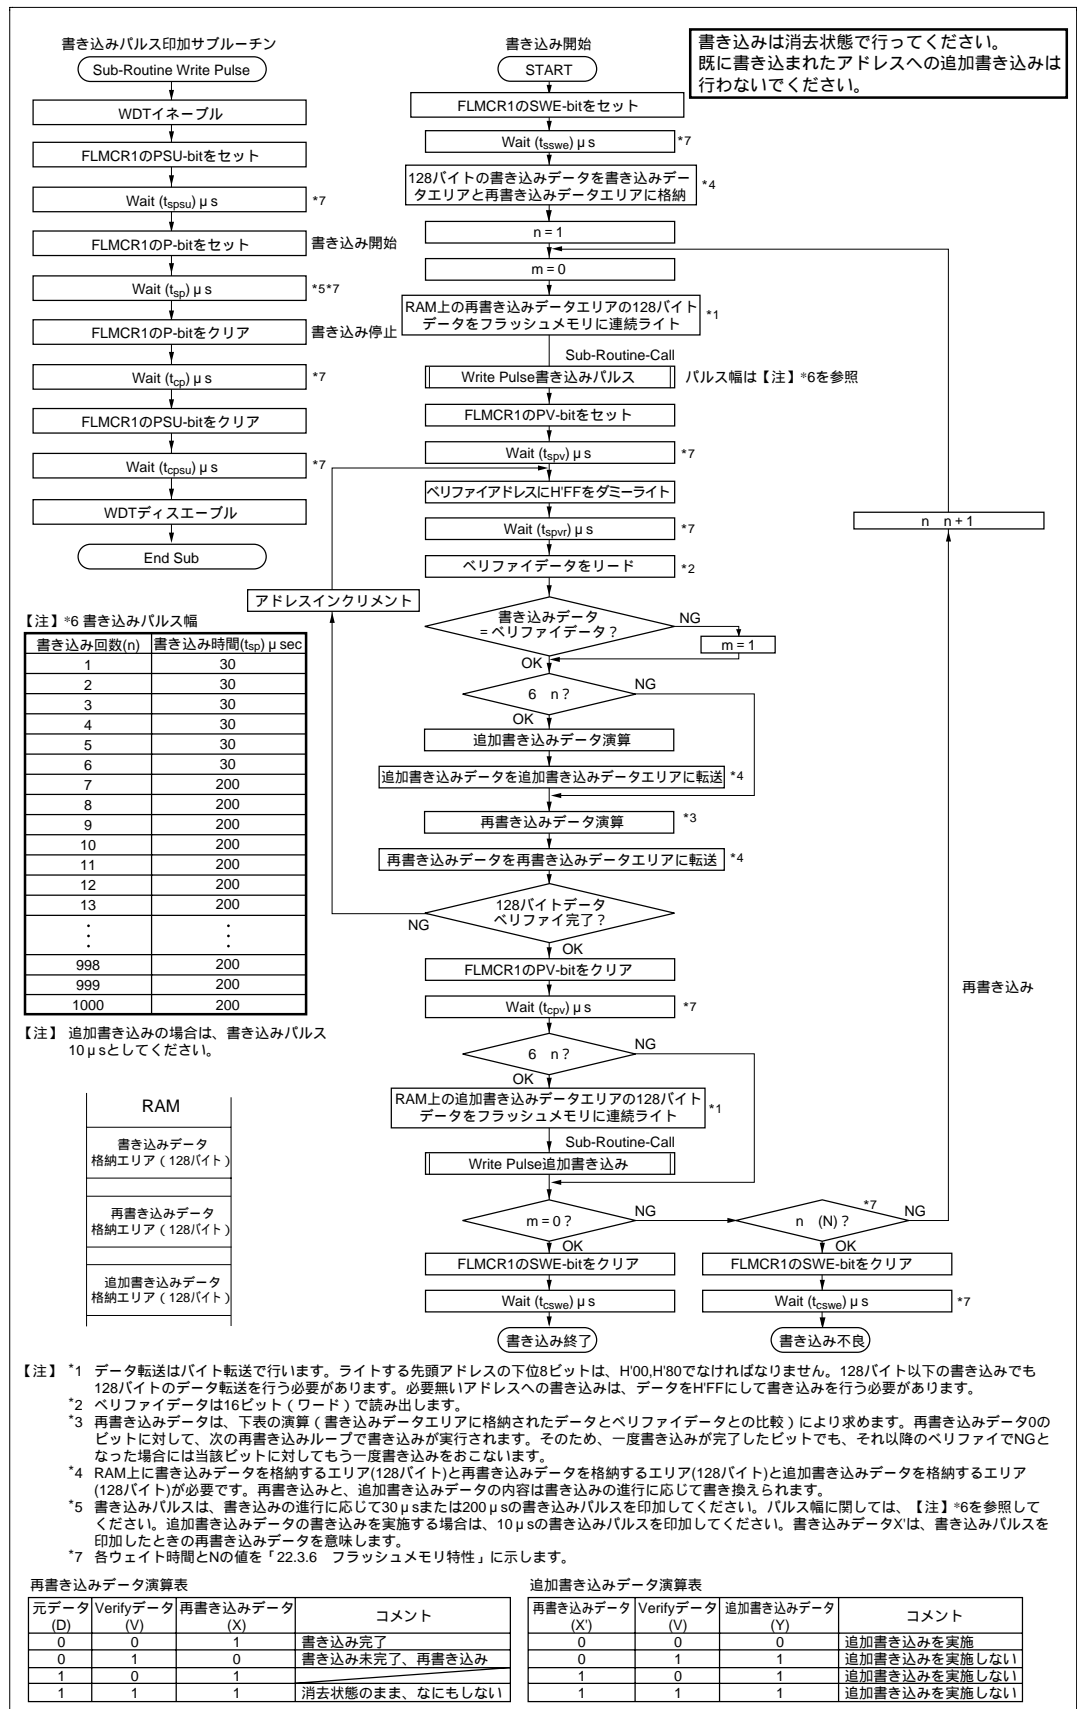 書き込みは消去状態で行ってください。
既に書き込まれたアドレスへの追加書き込みは
行わないでください。
書き込みパルス印加サブルーチン
Sub-Routine Write Pulse
WDTイネーブル
FLMCR1のPSU-bitをセット
Wait (tspsu) μs
*7
FLMCR1のP-bitをセット
書き込み開始
Wait (tsp) μs
*5*7
FLMCR1のP-bitをクリア
書き込み停止
Wait (tcp) μs
*7
FLMCR1のPSU-bitをクリア
Wait (tcpsu) μs
*7
WDTディスエーブル
End Sub
書き込み開始
START
FLMCR1のSWE-bitをセット
Wait (tsswe) μs
*7
128バイトの書き込みデータを書き込みデー
タエリアと再書き込みデータエリアに格納
*4
n = 1
m = 0
RAM上の再書き込みデータエリアの128バイト
データをフラッシュメモリに連続ライト
*1
Sub-Routine-Call
Write Pulse書き込みパルス
パルス幅は【注】*6を参照
FLMCR1のPV-bitをセット
Wait (tspv) μs
*7
ベリファイアドレスにH'FFをダミーライト
Wait (tspvr) μs
*7
ベリファイデータをリード
*2
アドレスインクリメント
書き込みデータ
= ベリファイデータ？
NG
m = 1
OK
6 n ?
NG
OK
追加書き込みデータ演算
追加書き込みデータを追加書き込みデータエリアに転送
*4
再書き込みデータ演算
*3
再書き込みデータを再書き込みデータエリアに転送
*4
128バイトデータ
ベリファイ完了？
NG
OK
FLMCR1のPV-bitをクリア
Wait (tcpv) μs
*7
6 n ?
NG
OK
RAM上の追加書き込みデータエリアの128バイト
データをフラッシュメモリに連続ライト
*1
Sub-Routine-Call
Write Pulse追加書き込み
m = 0 ?
NG
OK
FLMCR1のSWE-bitをクリア
Wait (tcswe) μs
書き込み終了
n (N) ?
*7
NG
OK
FLMCR1のSWE-bitをクリア
Wait (tcswe) μs
*7
書き込み不良
n n + 1
再書き込み
【注】*6 書き込みパルス幅
書き込み回数(n) 書き込み時間(tsp) μsec
1 30
2 30
3 30
4 30
5 30
6 30
7 200
8 200
9 200
10 200
11 200
12 200
13 200
998 200
999 200
1000 200
【注】 追加書き込みの場合は、書き込みパルス
10μsとしてください。
RAM
書き込みデータ
格納エリア（128バイト）
再書き込みデータ
格納エリア（128バイト）
追加書き込みデータ
格納エリア（128バイト）
【注】 *1 データ転送はバイト転送で行います。ライトする先頭アドレスの下位8ビットは、H'00,H'80でなければなりません。128バイト以下の書き込みでも
128バイトのデータ転送を行う必要があります。必要無いアドレスへの書き込みは、データをH'FFにして書き込みを行う必要があります。
*2 ベリファイデータは16ビット（ワード）で読み出します。
*3 再書き込みデータは、下表の演算（書き込みデータエリアに格納されたデータとベリファイデータとの比較）により求めます。再書き込みデータ0の
ビットに対して、次の再書き込みループで書き込みが実行されます。そのため、一度書き込みが完了したビットでも、それ以降のベリファイでNGと
なった場合には当該ビットに対してもう一度書き込みをおこないます。
*4 RAM上に書き込みデータを格納するエリア(128バイト)と再書き込みデータを格納するエリア(128バイト)と追加書き込みデータを格納するエリア
(128バイト)が必要です。再書き込みと、追加書き込みデータの内容は書き込みの進行に応じて書き換えられます。
*5 書き込みパルスは、書き込みの進行に応じて30μsまたは200μsの書き込みパルスを印加してください。パルス幅に関しては、【注】*6を参照して
ください。追加書き込みデータの書き込みを実施する場合は、10μsの書き込みパルスを印加してください。書き込みデータX'は、書き込みパルスを
印加したときの再書き込みデータを意味します。
*7 各ウェイト時間とNの値を「22.3.6 フラッシュメモリ特性」に示します。
再書き込みデータ演算表
元データ(D) Verifyデータ(V) 再書き込みデータ(X) コメント
0 0 1 書き込み完了
0 1 0 書き込み未完了、再書き込み
1 0 1
1 1 1 消去状態のまま、なにもしない
追加書き込みデータ演算表
再書き込みデータ(X') Verifyデータ(V) 追加書き込みデータ(Y) コメント
0 0 0 追加書き込みを実施
0 1 1 追加書き込みを実施しない
1 0 1 追加書き込みを実施しない
1 1 1 追加書き込みを実施しない